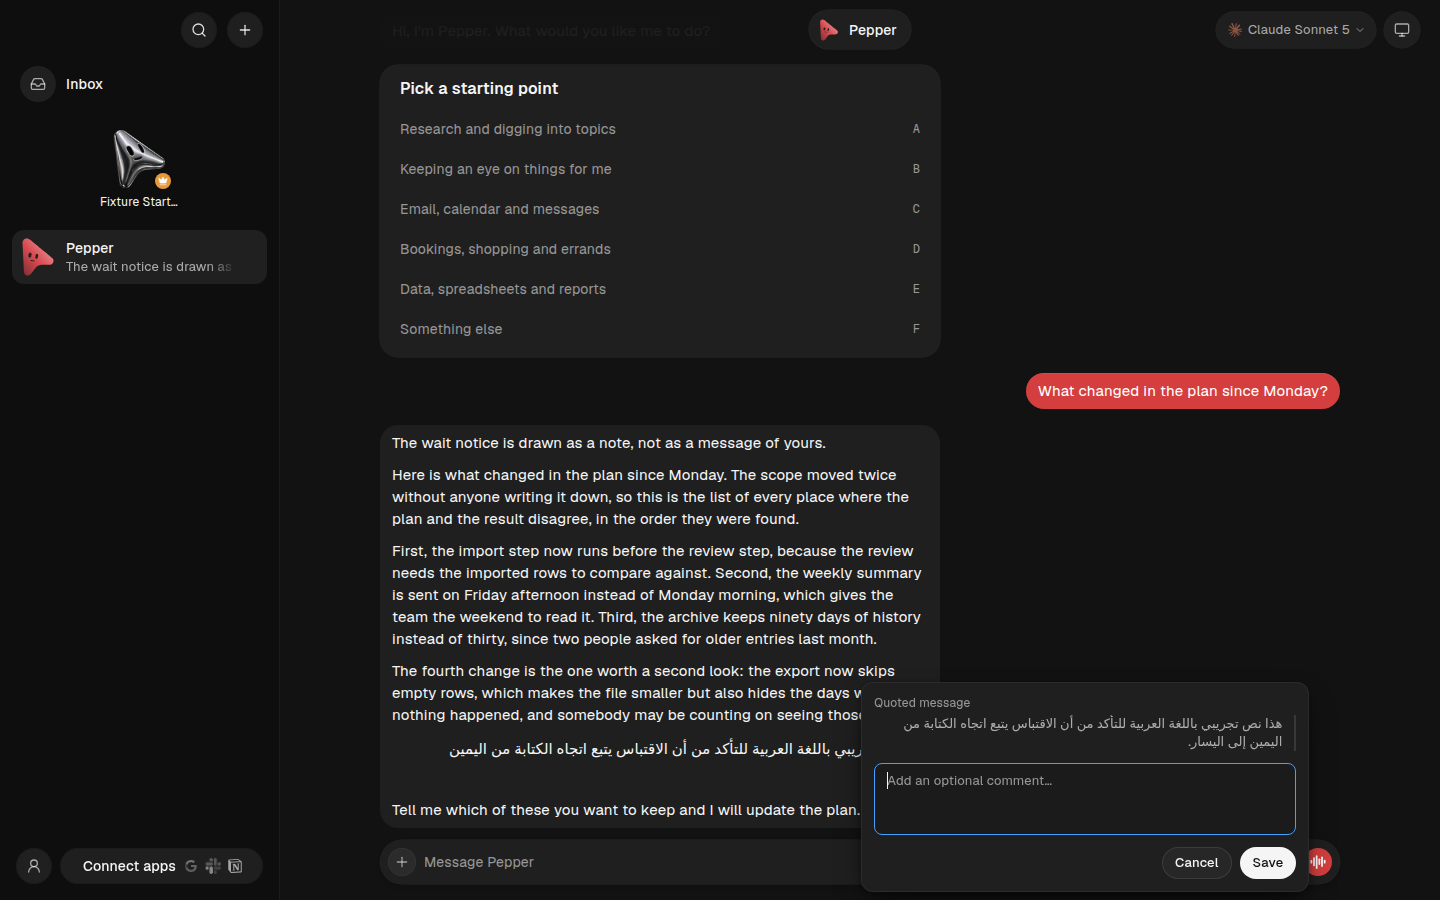 Hi, I'm Pepper. What would you like me to do?
Pepper
Claude Sonnet 5
Inbox
Fixture Start...
Pepper
The wait notice is drawn as
Pick a starting point
Research and digging into topics A
Keeping an eye on things for me B
Email, calendar and messages C
Bookings, shopping and errands D
Data, spreadsheets and reports E
Something else F
What changed in the plan since Monday?
The wait notice is drawn as a note, not as a message of yours.
Here is what changed in the plan since Monday. The scope moved twice
without anyone writing it down, so this is the list of every place where the
plan and the result disagree, in the order they were found.
First, the import step now runs before the review step, because the review
needs the imported rows to compare against. Second, the weekly summary
is sent on Friday afternoon instead of Monday morning, which gives the
team the weekend to read it. Third, the archive keeps ninety days of history
instead of thirty, since two people asked for older entries last month.
The fourth change is the one worth a second look: the export now skips
empty rows, which makes the file smaller but also hides the days
nothing happened, and somebody may be counting on seeing those
باللغة العربية للتأكد من أن الاقتباس يتبع اتجاه الكتابة من اليمين
Tell me which of these you want to keep and I will update the plan.
Quoted message
هذا نص تجريبي باللغة العربية للتأكد من أن الاقتباس يتبع اتجاه الكتابة من
اليمين إلى اليسار.
Add an optional comment...
Cancel
Save
Message Pepper
Connect apps